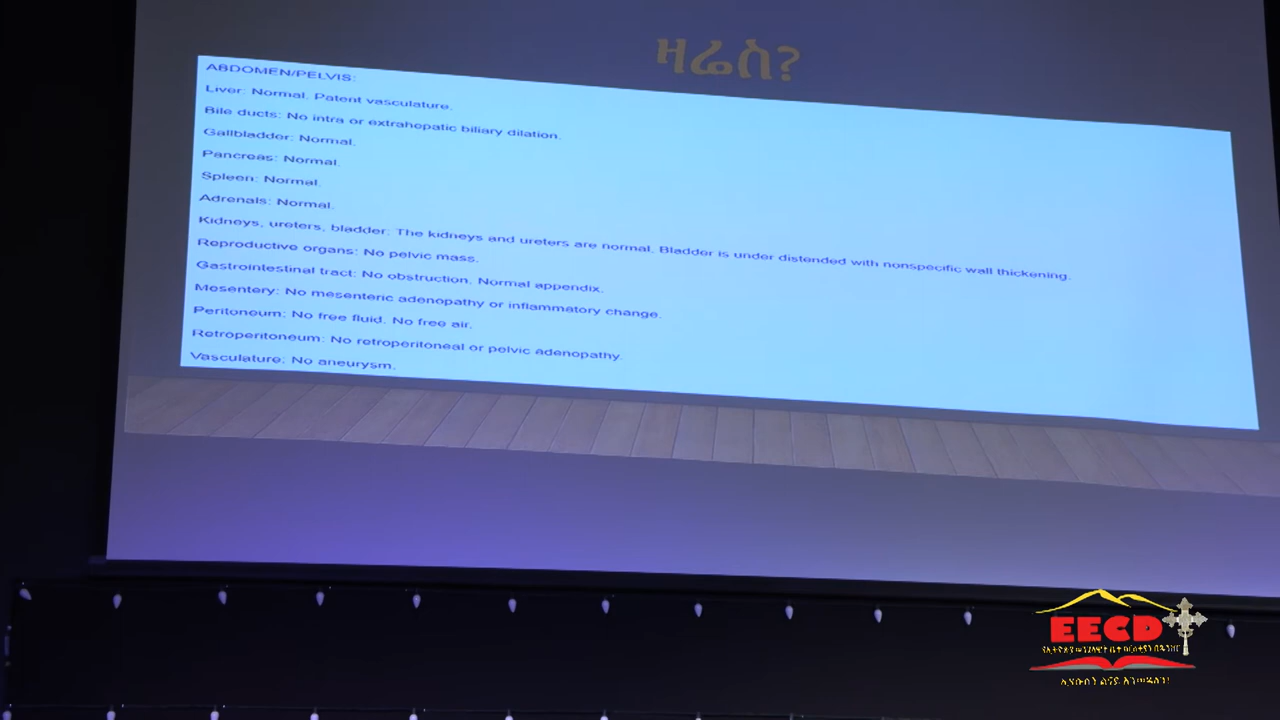 ዛሬስ?
ABDOMEN/PELVIS:
Liver: Normal. Patent vasculature.
Bile ducts: No intra or extrahepatic biliary dilation.
Gallbladder: Normal.
Pancreas: Normal.
Spleen: Normal.
Adrenals: Normal.
Kidneys, ureters, bladder: The kidneys and ureters are normal. Bladder is under distended with nonspecific wall thickening.
Reproductive organs: No pelvic mass.
Gastrointestinal tract: No obstruction. Normal appendix.
Mesentery: No mesenteric adenopathy or inflammatory change.
Peritoneum: No free fluid. No free air.
Retroperitoneum: No retroperitoneal or pelvic adenopathy.
Vasculature: No aneurysm.
EECD